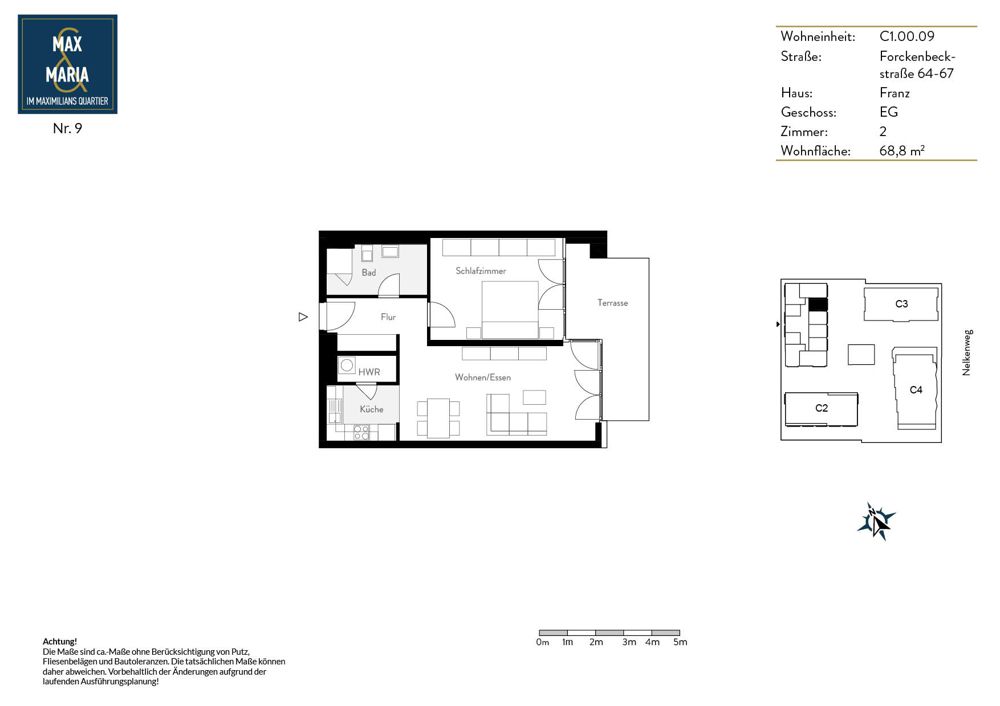 MAX
&
MARIA
IM MAXIMILIANS QUARTIER
Nr. 9
Wohneinheit: C1.00.09
Straße: Forckenbeck-
straße 64-67
Haus: Franz
Geschoss: EG
Zimmer: 2
Wohnfläche: 68,8 m²
Bad
Schlafzimmer
Terrasse
Flur
HWR
Wohnen/Essen
Küche
C3
C4
C2
Nelkenweg
N
0m 1m 2m 3m 4m 5m
Achtung!
Die Maße sind ca.-Maße ohne Berücksichtigung von Putz,
Fliesenbelägen und Bautoleranzen. Die tatsächlichen Maße können
daher abweichen. Vorbehaltlich der Änderungen aufgrund der
laufenden Ausführungsplanung!